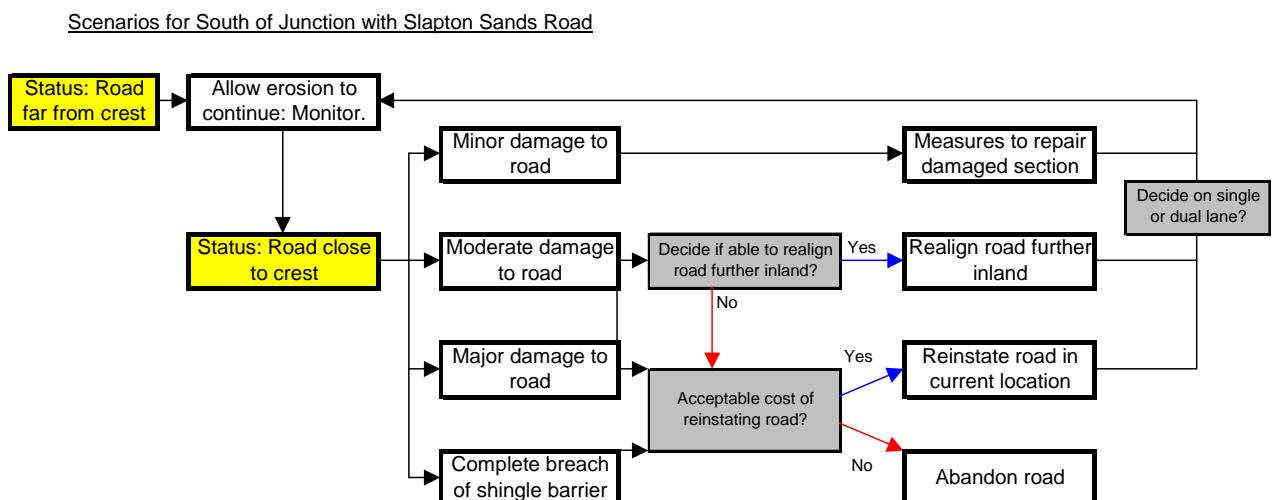 Scenarios for South of Junction with Slapton Sands Road
Status: Road
far from crest
Allow erosion to
continue: Monitor.
Minor damage to
road
Measures to repair
damaged section
Decide on single
or dual lane?
Status: Road close
to crest
Moderate damage
to road
Decide if able to realign
road further inland?
Yes
Realign road further
inland
No
Major damage to
road
Acceptable cost of
reinstating road?
Yes
Reinstate road in
current location
No
Complete breach
of shingle barrier
Abandon road